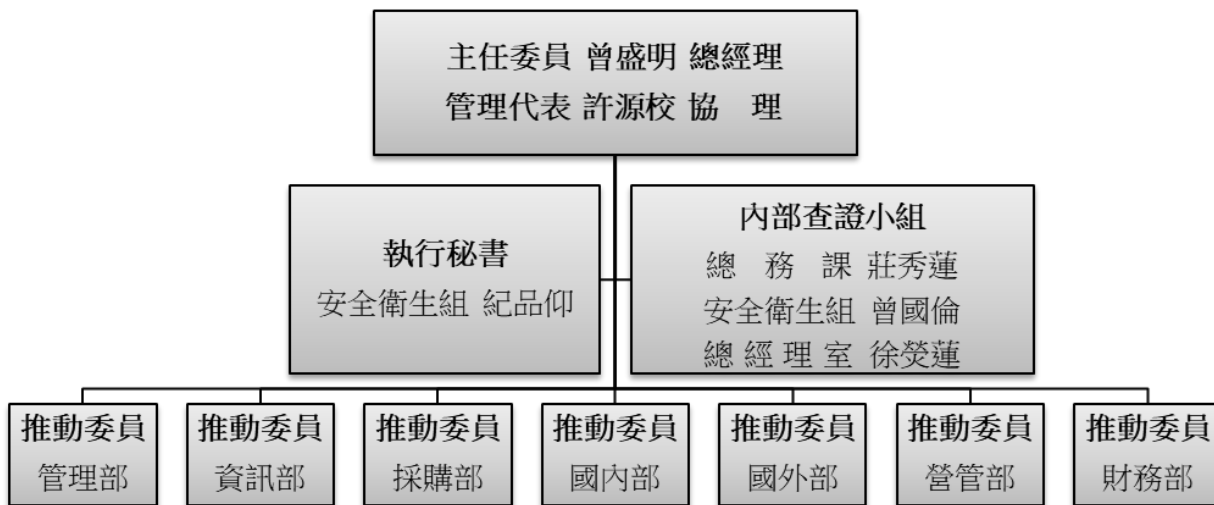 主任委員 曾盛明 總經理
管理代表 許源校 協　理
執行秘書
安全衛生組 紀品仰
內部查證小組
總　務　課 莊秀蓮
安全衛生組 曾國倫
總 經 理 室 徐熒蓮
推動委員
管理部
推動委員
資訊部
推動委員
採購部
推動委員
國內部
推動委員
國外部
推動委員
營管部
推動委員
財務部